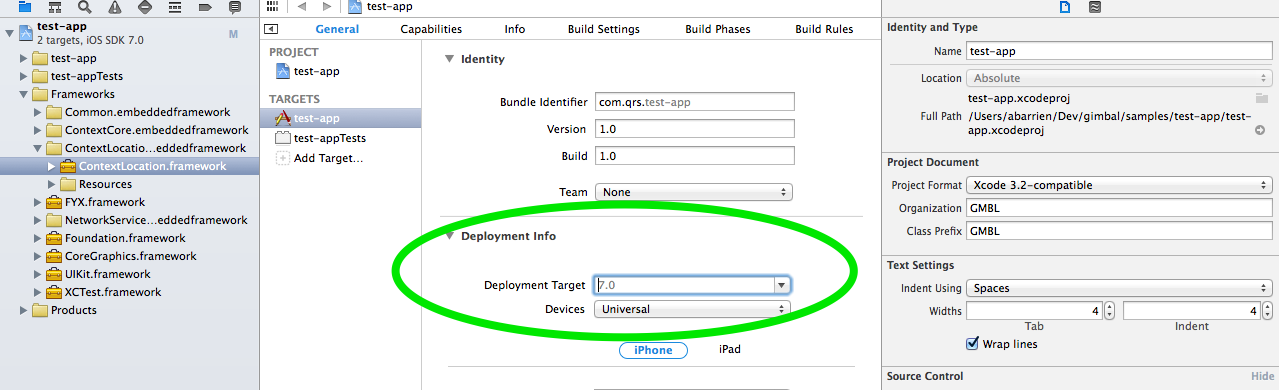 test-app
2 targets, iOS SDK 7.0
M
test-app
test-appTests
Frameworks
Common.embeddedframework
ContextCore.embeddedframework
ContextLocatio...eddedframework
ContextLocation.framework
Resources
FYX.framework
NetworkService...eddedframework
Foundation.framework
CoreGraphics.framework
UIKit.framework
XCTest.framework
Products
test-app
General
Capabilities
Info
Build Settings
Build Phases
Build Rules
PROJECT
test-app
TARGETS
test-app
test-appTests
Add Target...
Identity
Bundle Identifier
com.qrs.test-app
Version
1.0
Build
1.0
Team
None
Deployment Info
Deployment Target
7.0
Devices
Universal
iPhone
iPad
Identity and Type
Name
test-app
Location
Absolute
test-app.xcodeproj
Full Path
/Users/abarrien/Dev/gimbal/samples/test-app/test-
app.xcodeproj
Project Document
Project Format
Xcode 3.2-compatible
Organization
GMBL
Class Prefix
GMBL
Text Settings
Indent Using
Spaces
Widths
4
4
Tab
Indent
Wrap lines
Source Control
Hide